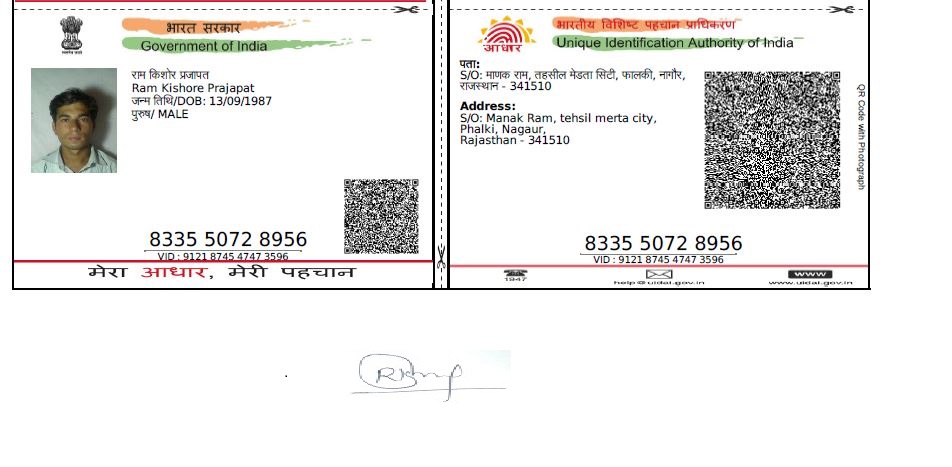 भारत सरकार
Government of India
राम किशोर प्रजापत
Ram Kishore Prajapat
जन्म तिथि/DOB: 13/09/1987
पुरुष/ MALE
8335 5072 8956
VID : 9121 8745 4747 3596
मेरा आधार, मेरी पहचान
भारतीय विशिष्ट पहचान प्राधिकरण
Unique Identification Authority of India
आधार
पता:
S/O: माणक राम, तहसील मेडता सिटी, फालकी, नागौर,
राजस्थान - 341510
Address:
S/O: Manak Ram, tehsil merta city,
Phalki, Nagaur,
Rajasthan - 341510
QR Code with Photograph
8335 5072 8956
VID : 9121 8745 4747 3596
1947
help@uidai.gov.in
www
www.uidai.gov.in